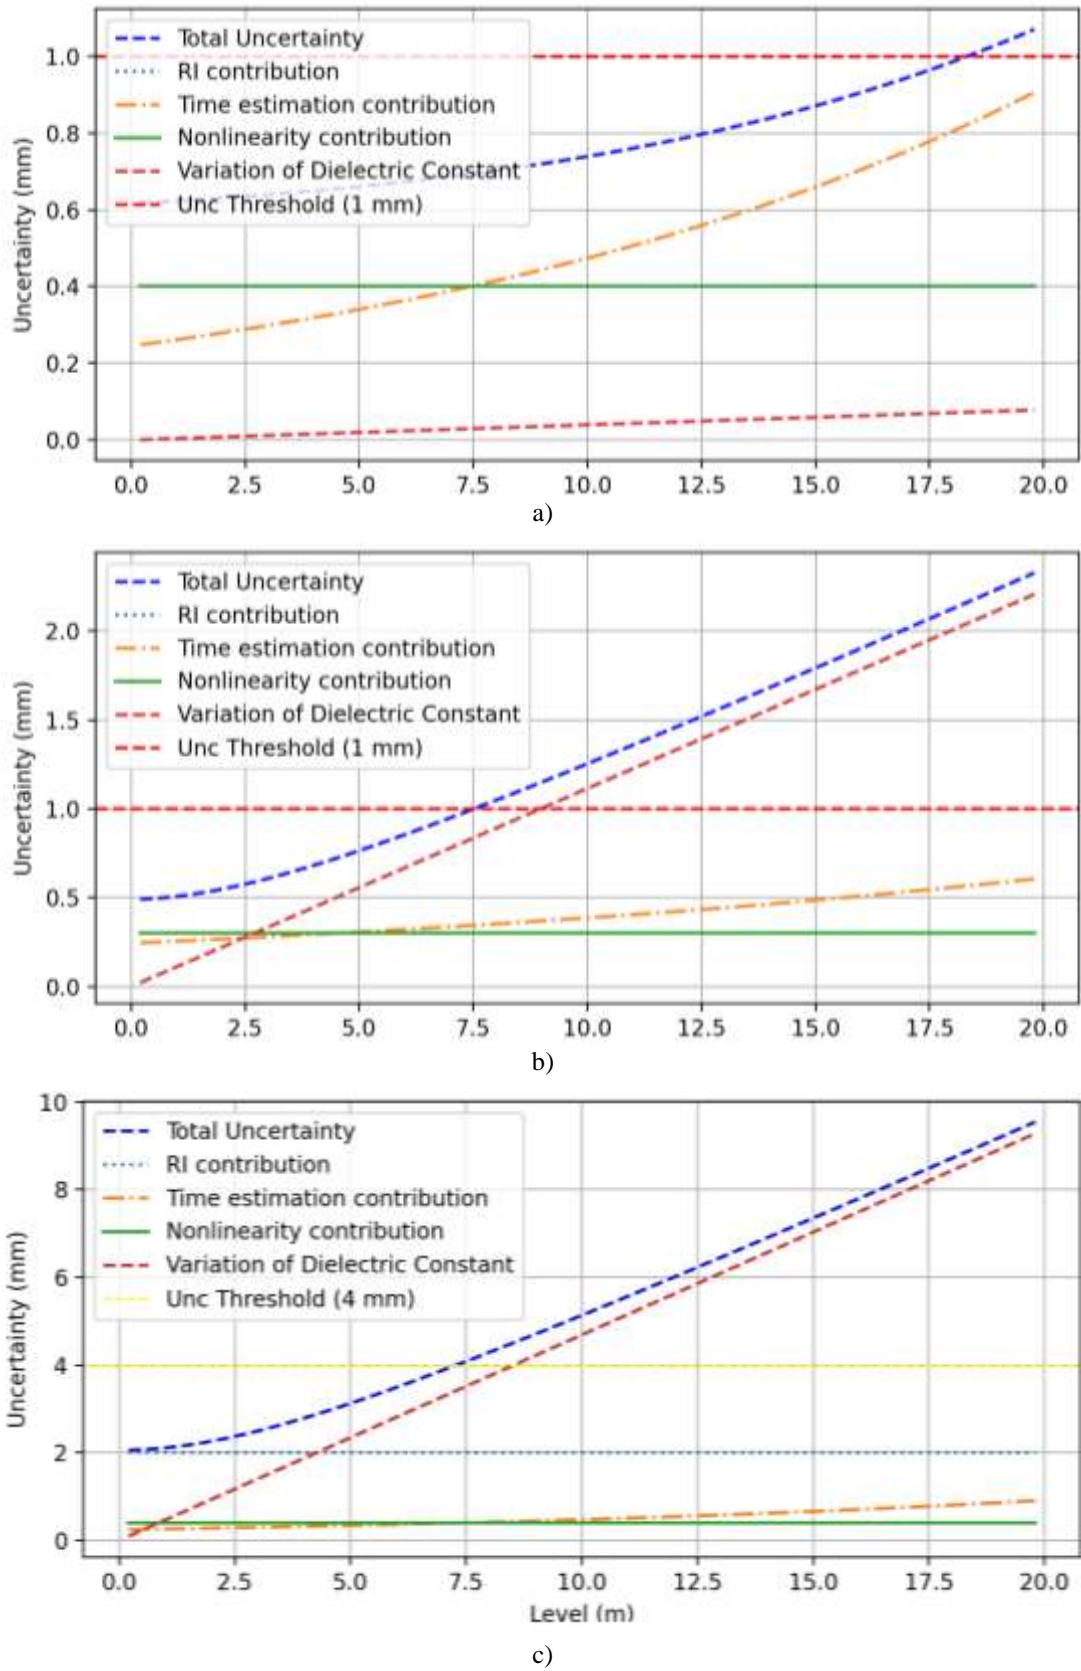 Total Uncertainty
RI contribution
Time estimation contribution
Nonlinearity contribution
Variation of Dielectric Constant
Unc Threshold (1 mm)
Uncertainty (mm)
1.0
0.8
0.6
0.4
0.2
0.0
0.0 2.5 5.0 7.5 10.0 12.5 15.0 17.5 20.0
a)
Total Uncertainty
RI contribution
Time estimation contribution
Nonlinearity contribution
Variation of Dielectric Constant
Unc Threshold (1 mm)
Uncertainty (mm)
2.0
1.5
1.0
0.5
0.0
0.0 2.5 5.0 7.5 10.0 12.5 15.0 17.5 20.0
b)
Total Uncertainty
RI contribution
Time estimation contribution
Nonlinearity contribution
Variation of Dielectric Constant
Unc Threshold (4 mm)
Uncertainty (mm)
10
8
6
4
2
0
0.0 2.5 5.0 7.5 10.0 12.5 15.0 17.5 20.0
Level (m)
c)